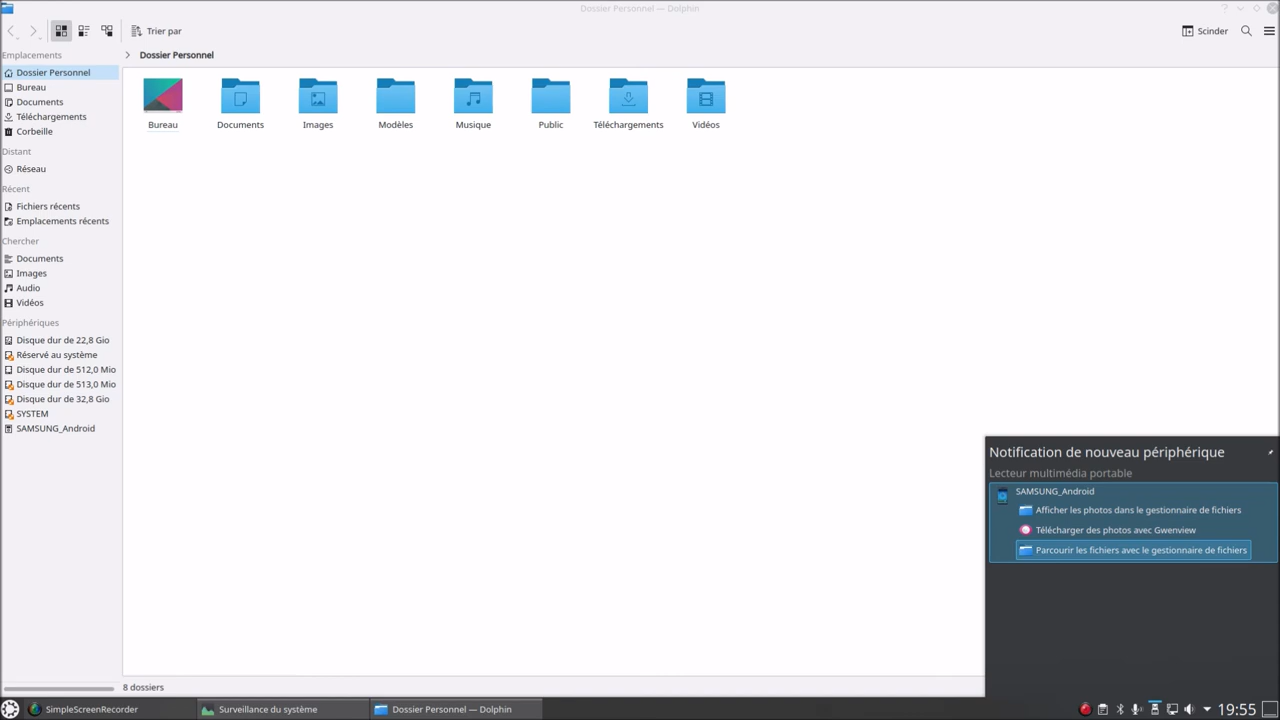 Dossier Personnel — Dolphin
Trier par
Scinder
Emplacements
Dossier Personnel
Bureau
Documents
Téléchargements
Corbeille
Distant
Réseau
Récent
Fichiers récents
Emplacements récents
Chercher
Documents
Images
Audio
Vidéos
Périphériques
Disque dur de 22,8 Gio
Réservé au système
Disque dur de 512,0 Mio
Disque dur de 513,0 Mio
Disque dur de 32,8 Gio
SYSTEM
SAMSUNG_Android
Dossier Personnel
Bureau
Documents
Images
Modèles
Musique
Public
Téléchargements
Vidéos
8 dossiers
Notification de nouveau périphérique
Lecteur multimédia portable
SAMSUNG_Android
Afficher les photos dans le gestionnaire de fichiers
Télécharger des photos avec Gwenview
Parcourir les fichiers avec le gestionnaire de fichiers
SimpleScreenRecorder
Surveillance du système
Dossier Personnel — Dolphin
19:55